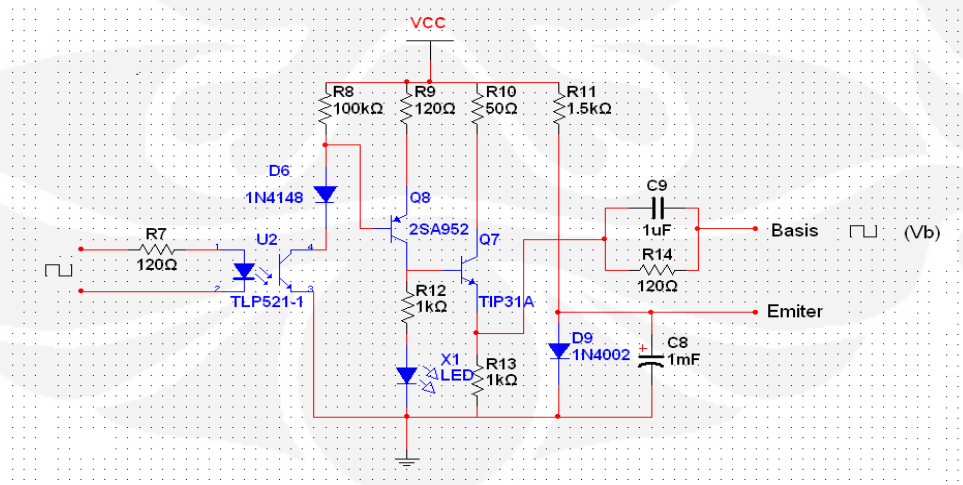 VCC
R8
100kΩ
R9
120Ω
R10
50Ω
R11
1.5kΩ
D6
1N4148
Q8
2SA952
C9
1uF
R7
120Ω
1
2
U2
4
3
TLP521-1
Q7
TIP31A
R14
120Ω
Basis
(Vb)
R12
1kΩ
Emiter
X1
LED
R13
1kΩ
D9
1N4002
+
C8
1mF